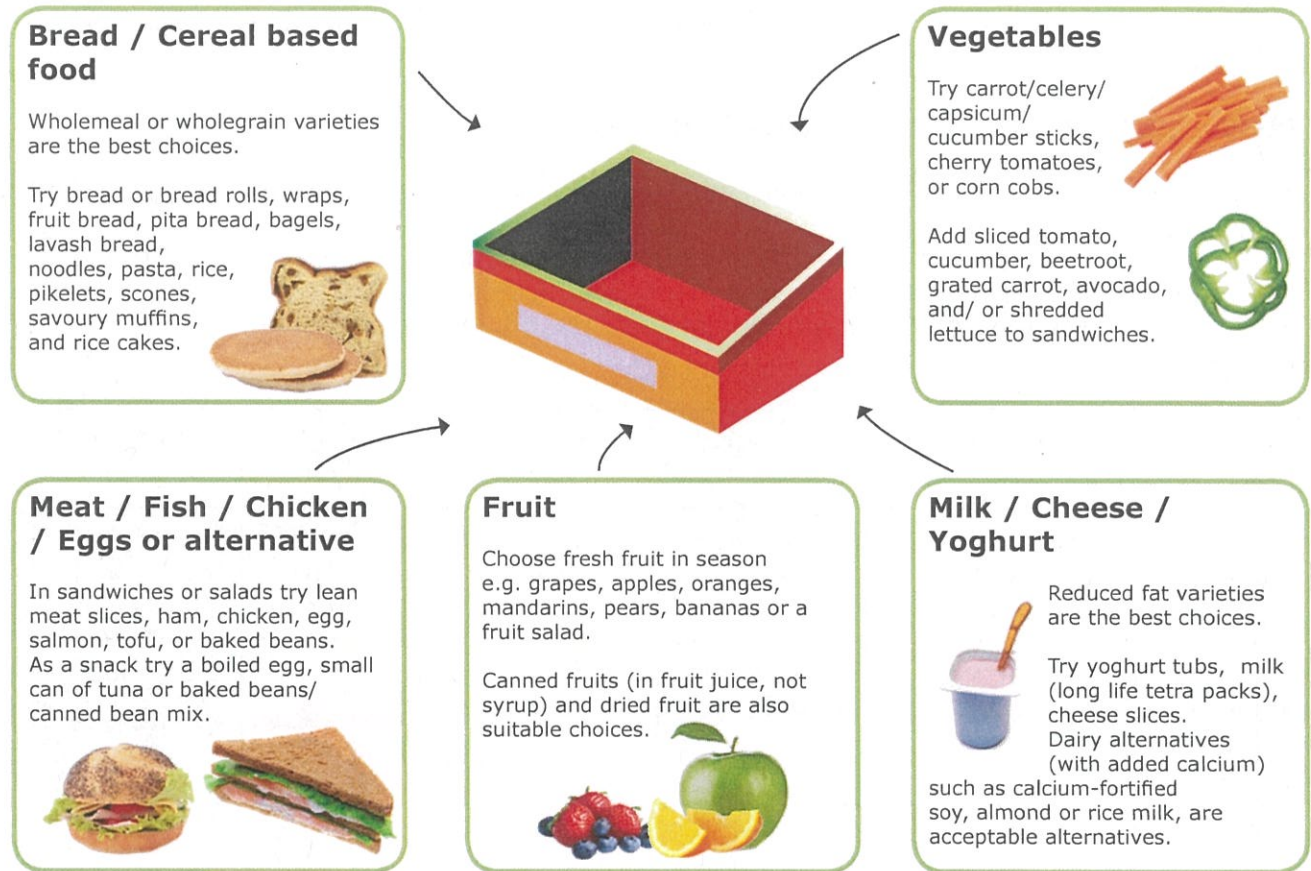 Bread / Cereal based
food
Wholemeal or wholegrain varieties
are the best choices.
Try bread or bread rolls, wraps,
fruit bread, pita bread, bagels,
lavash bread,
noodles, pasta, rice,
pikelets, scones,
savoury muffins,
and rice cakes.
Vegetables
Try carrot/celery/
capsicum/
cucumber sticks,
cherry tomatoes,
or corn cobs.
Add sliced tomato,
cucumber, beetroot,
grated carrot, avocado,
and/ or shredded
lettuce to sandwiches.
Meat / Fish / Chicken
/ Eggs or alternative
In sandwiches or salads try lean
meat slices, ham, chicken, egg,
salmon, tofu, or baked beans.
As a snack try a boiled egg, small
can of tuna or baked beans/
canned bean mix.
Fruit
Choose fresh fruit in season
e.g. grapes, apples, oranges,
mandarins, pears, bananas or a
fruit salad.
Canned fruits (in fruit juice, not
syrup) and dried fruit are also
suitable choices.
Milk / Cheese /
Yoghurt
Reduced fat varieties
are the best choices.
Try yoghurt tubs, milk
(long life tetra packs),
cheese slices.
Dairy alternatives
(with added calcium)
such as calcium-fortified
soy, almond or rice milk, are
acceptable alternatives.